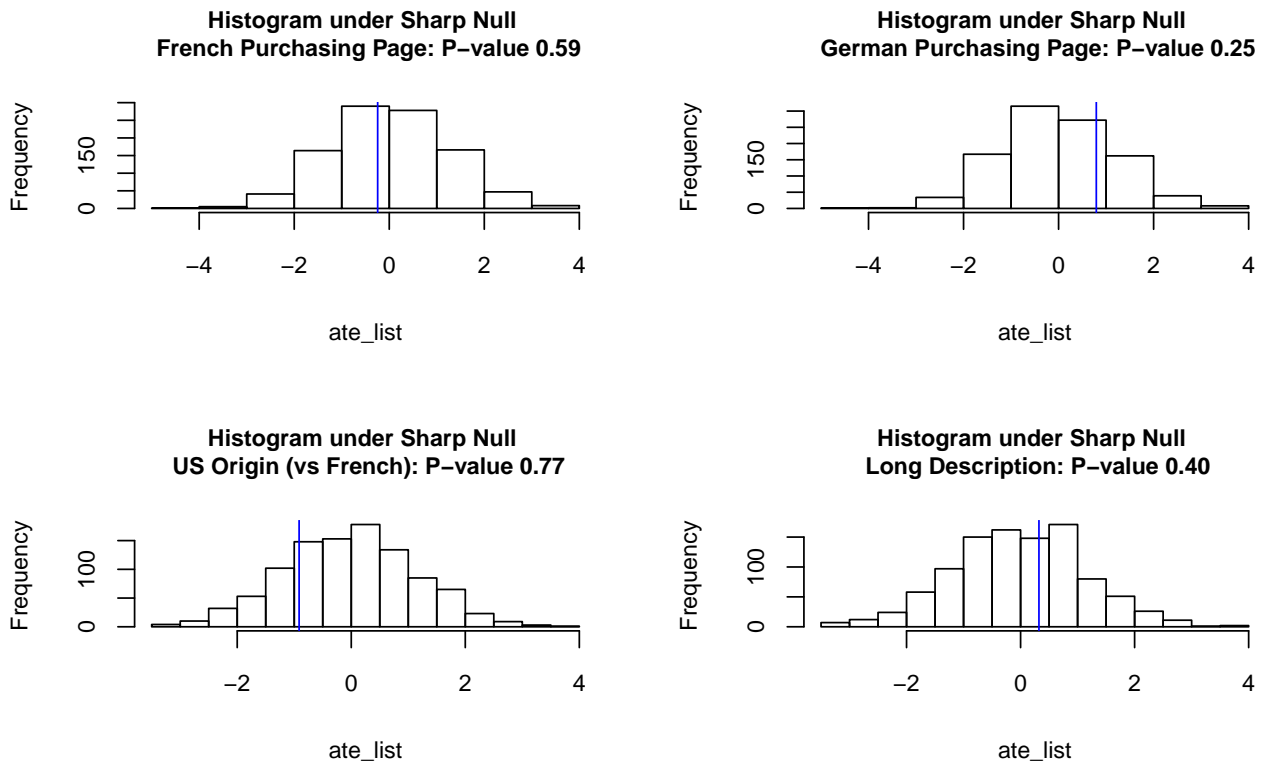 Histogram under Sharp Null
French Purchasing Page: P−value 0.59
Frequency
150
0
−4 −2 0 2 4
ate_list
Histogram under Sharp Null
German Purchasing Page: P−value 0.25
Frequency
150
0
−4 −2 0 2 4
ate_list
Histogram under Sharp Null
US Origin (vs French): P−value 0.77
Frequency
100
0
−2 0 2 4
ate_list
Histogram under Sharp Null
Long Description: P−value 0.40
Frequency
100
0
−2 0 2 4
ate_list